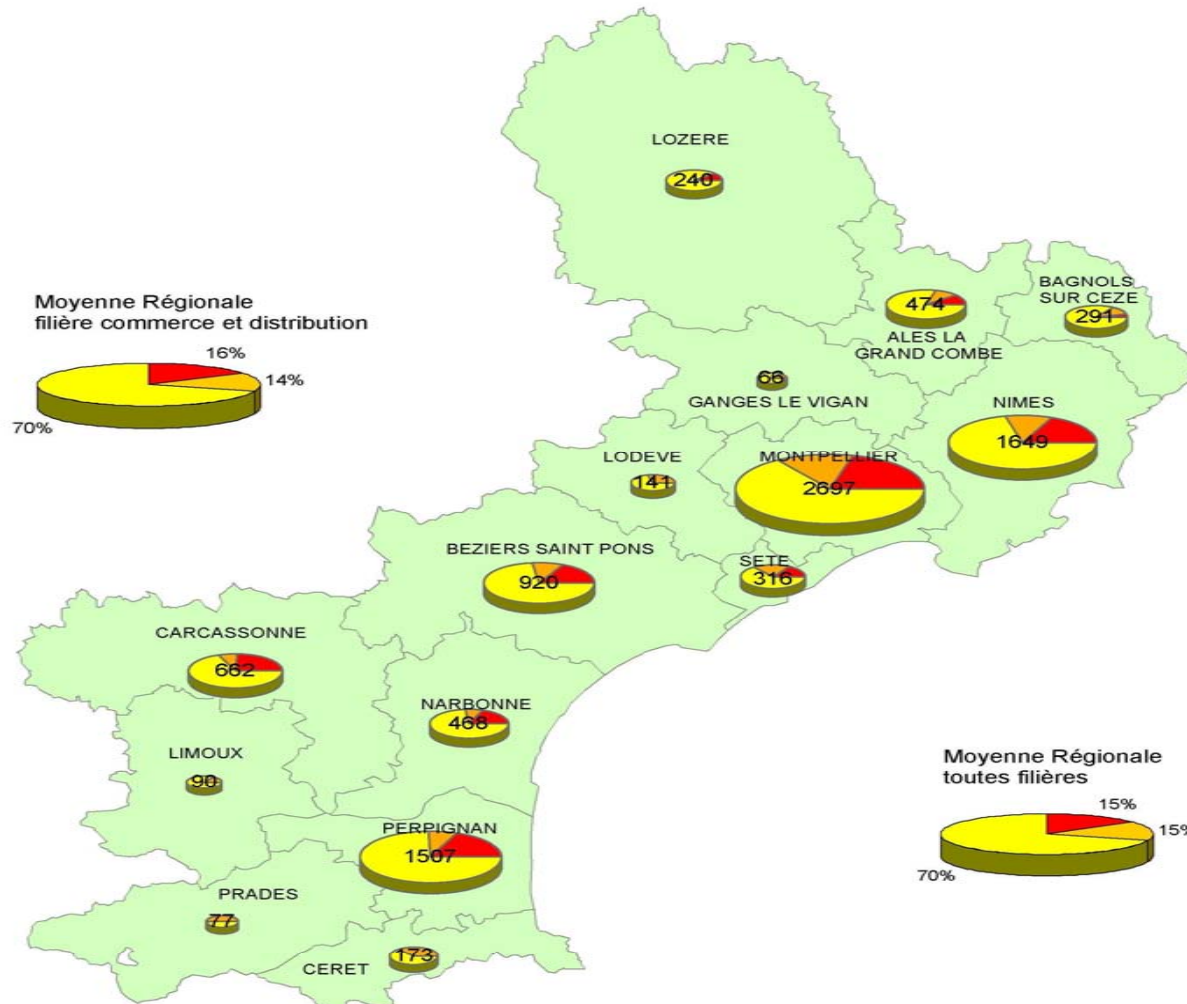 LOZERE
240
Moyenne Régionale
filière commerce et distribution
16%
14%
70%
474
ALES LA
GRAND COMBE
BAGNOLS
SUR CEZE
291
66
GANGES LE VIGAN
NIMES
1649
LODEVE
141
MONTPELLIER
2697
BEZIERS SAINT PONS
920
SETE
316
CARCASSONNE
662
NARBONNE
468
LIMOUX
90
Moyenne Régionale
toutes filières
15%
15%
70%
PERPIGNAN
1507
PRADES
77
CERET
173